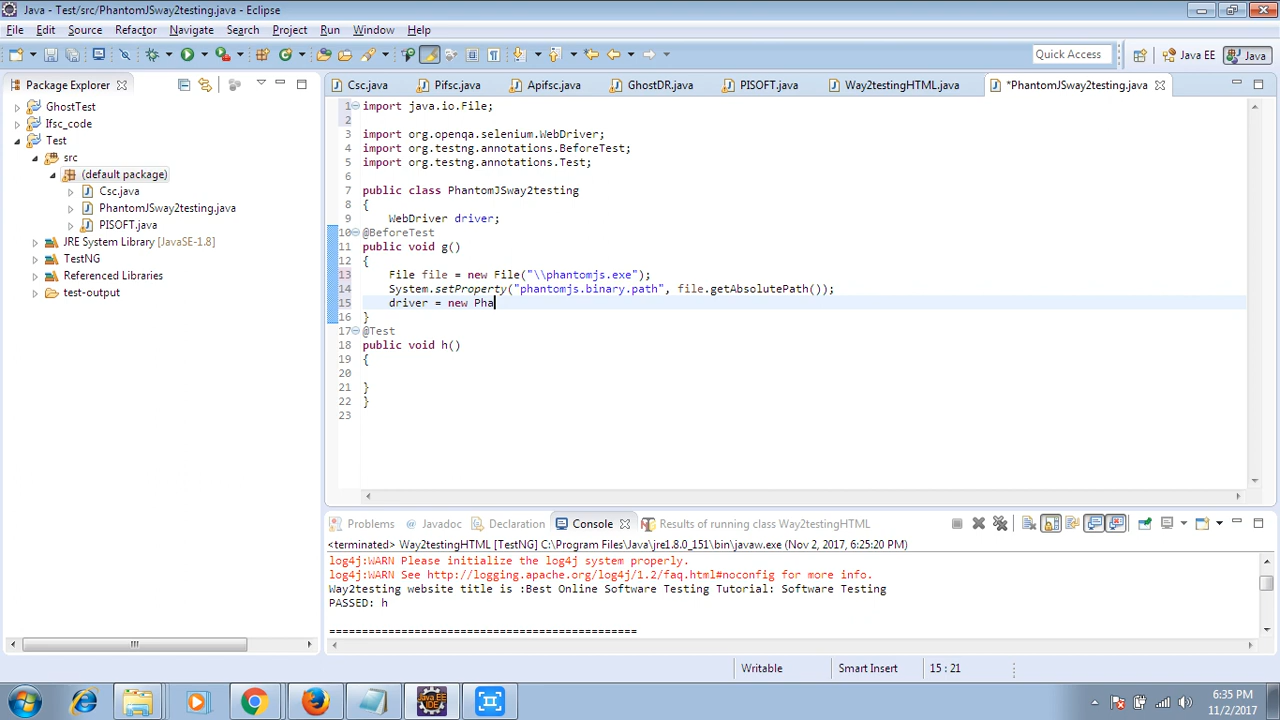 Java - Test/src/PhantomJSway2testing.java - Eclipse
File Edit Source Refactor Navigate Search Project Run Window Help
Quick Access
Java EE
Java
Package Explorer
GhostTest
Ifsc_code
Test
src
(default package)
Csc.java
PhantomJSway2testing.java
PISOFT.java
JRE System Library [JavaSE-1.8]
TestNG
Referenced Libraries
test-output
Csc.java Pifsc.java Apifsc.java GhostDR.java PISOFT.java Way2testingHTML.java *PhantomJSway2testing.java
1 import java.io.File;
2
3 import org.openqa.selenium.WebDriver;
4 import org.testng.annotations.BeforeTest;
5 import org.testng.annotations.Test;
6
7 public class PhantomJSway2testing
8 {
9 WebDriver driver;
10 @BeforeTest
11 public void g()
12 {
13 File file = new File("\\phantomjs.exe");
14 System.setProperty("phantomjs.binary.path", file.getAbsolutePath());
15 driver = new Pha
16 }
17 @Test
18 public void h()
19 {
20
21 }
22 }
23
Problems Javadoc Declaration Console Results of running class Way2testingHTML
<terminated> Way2testingHTML [TestNG] C:\Program Files\Java\jre1.8.0_151\bin\javaw.exe (Nov 2, 2017, 6:25:20 PM)
log4j:WARN Please initialize the log4j system properly.
log4j:WARN See http://logging.apache.org/log4j/1.2/faq.html#noconfig for more info.
Way2testing website title is :Best Online Software Testing Tutorial: Software Testing
PASSED: h
===============================================
Writable Smart Insert 15 : 21
Java EE
IDE
6:35 PM
11/2/2017